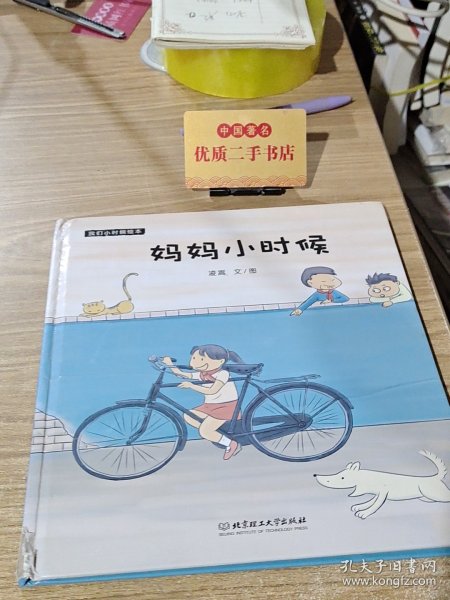 中国著名
优质二手书店
我们小时候绘本
妈妈小时候
凌岚 文/图
北京理工大学出版社
BEIJING INSTITUTE OF TECHNOLOGY PRESS
孔夫子旧书网
www.kongfz.com